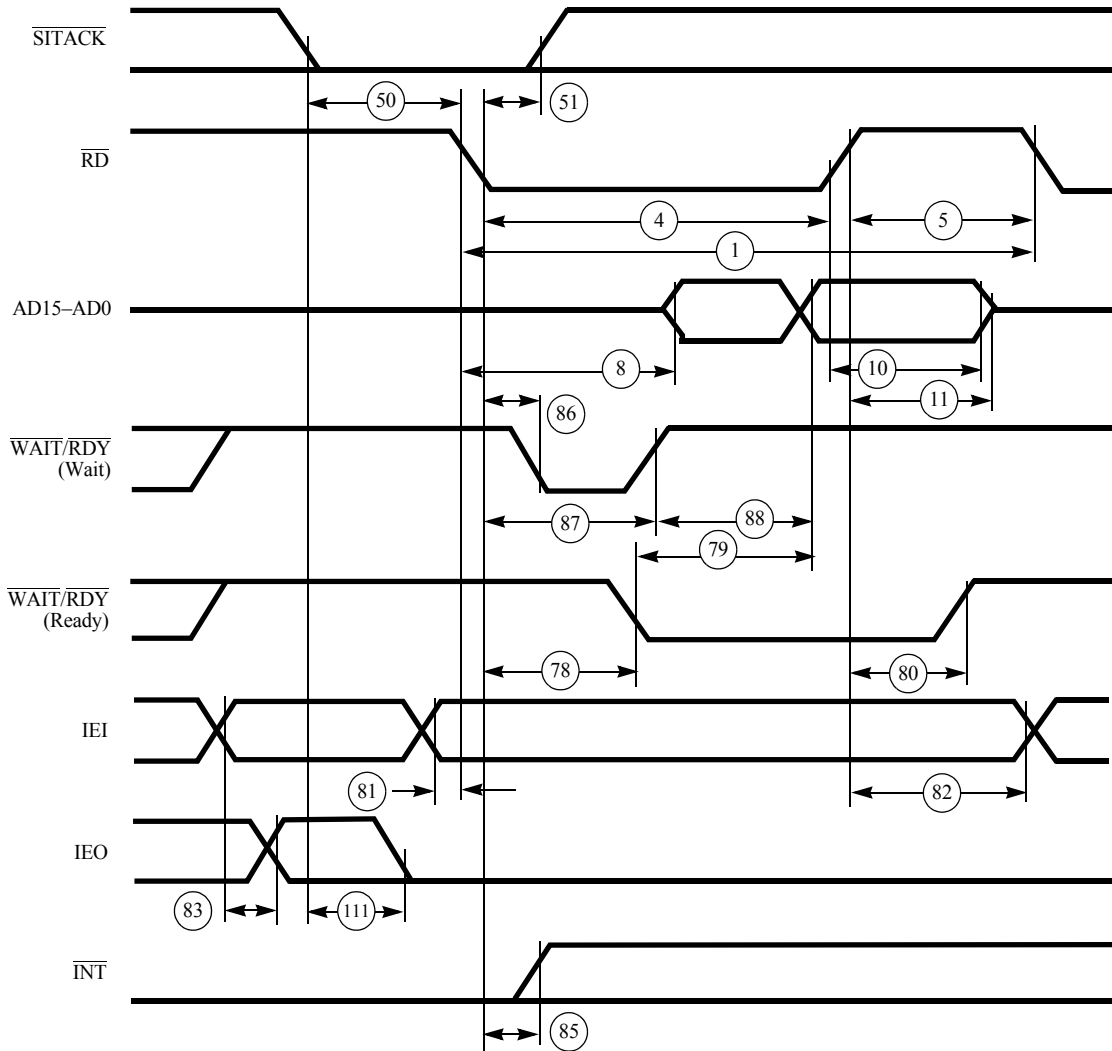 SITACK
50
51
RD
4
5
1
AD15–AD0
8
10
11
86
WAIT/RDY
(Wait)
87
88
79
WAIT/RDY
(Ready)
78
80
IEI
81
82
IEO
83
111
INT
85